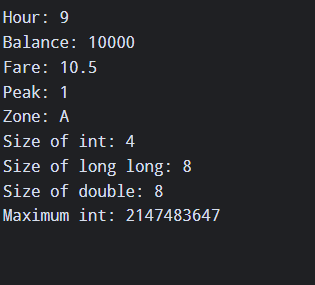 Hour: 9
Balance: 10000
Fare: 10.5
Peak: 1
Zone: A
Size of int: 4
Size of long long: 8
Size of double: 8
Maximum int: 2147483647